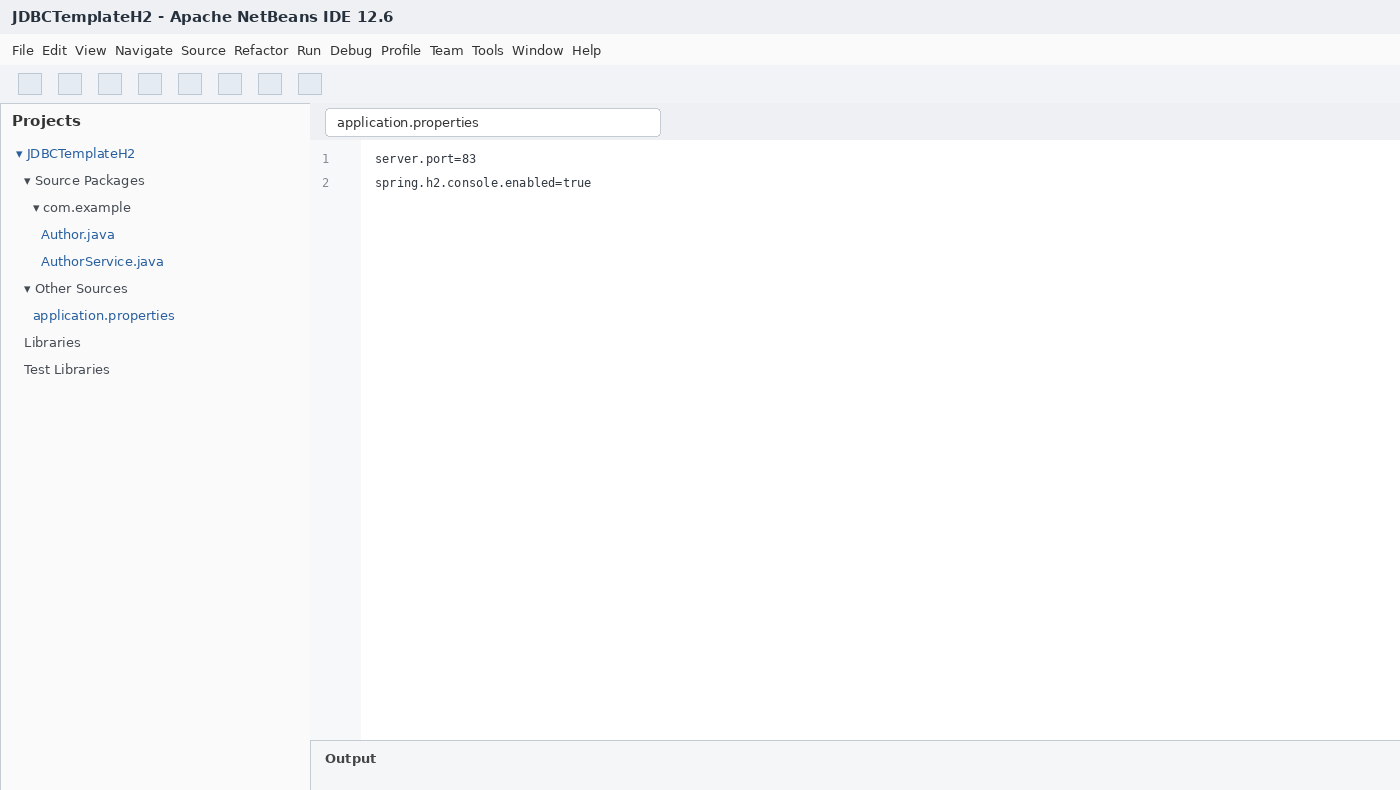 JDBCTemplateH2 - Apache NetBeans IDE 12.6
File Edit View Navigate Source Refactor Run Debug Profile Team Tools Window Help
Projects
▾ JDBCTemplateH2
▾ Source Packages
▾ com.example
Author.java
AuthorService.java
▾ Other Sources
application.properties
Libraries
Test Libraries
application.properties
1 server.port=83
2 spring.h2.console.enabled=true
Output